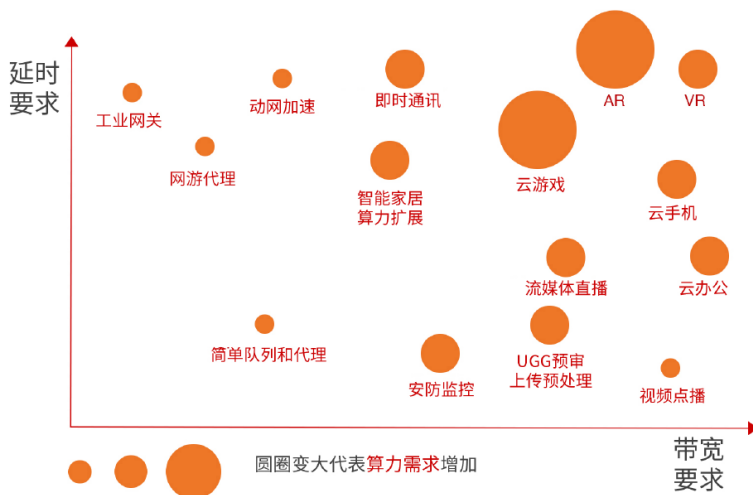 延时
要求
工业网关
动网加速
即时通讯
AR
VR
网游代理
智能家居
算力扩展
云游戏
云手机
流媒体直播
云办公
简单队列和代理
安防监控
UGG预审
上传预处理
视频点播
带宽
要求
圆圈变大代表算力需求增加